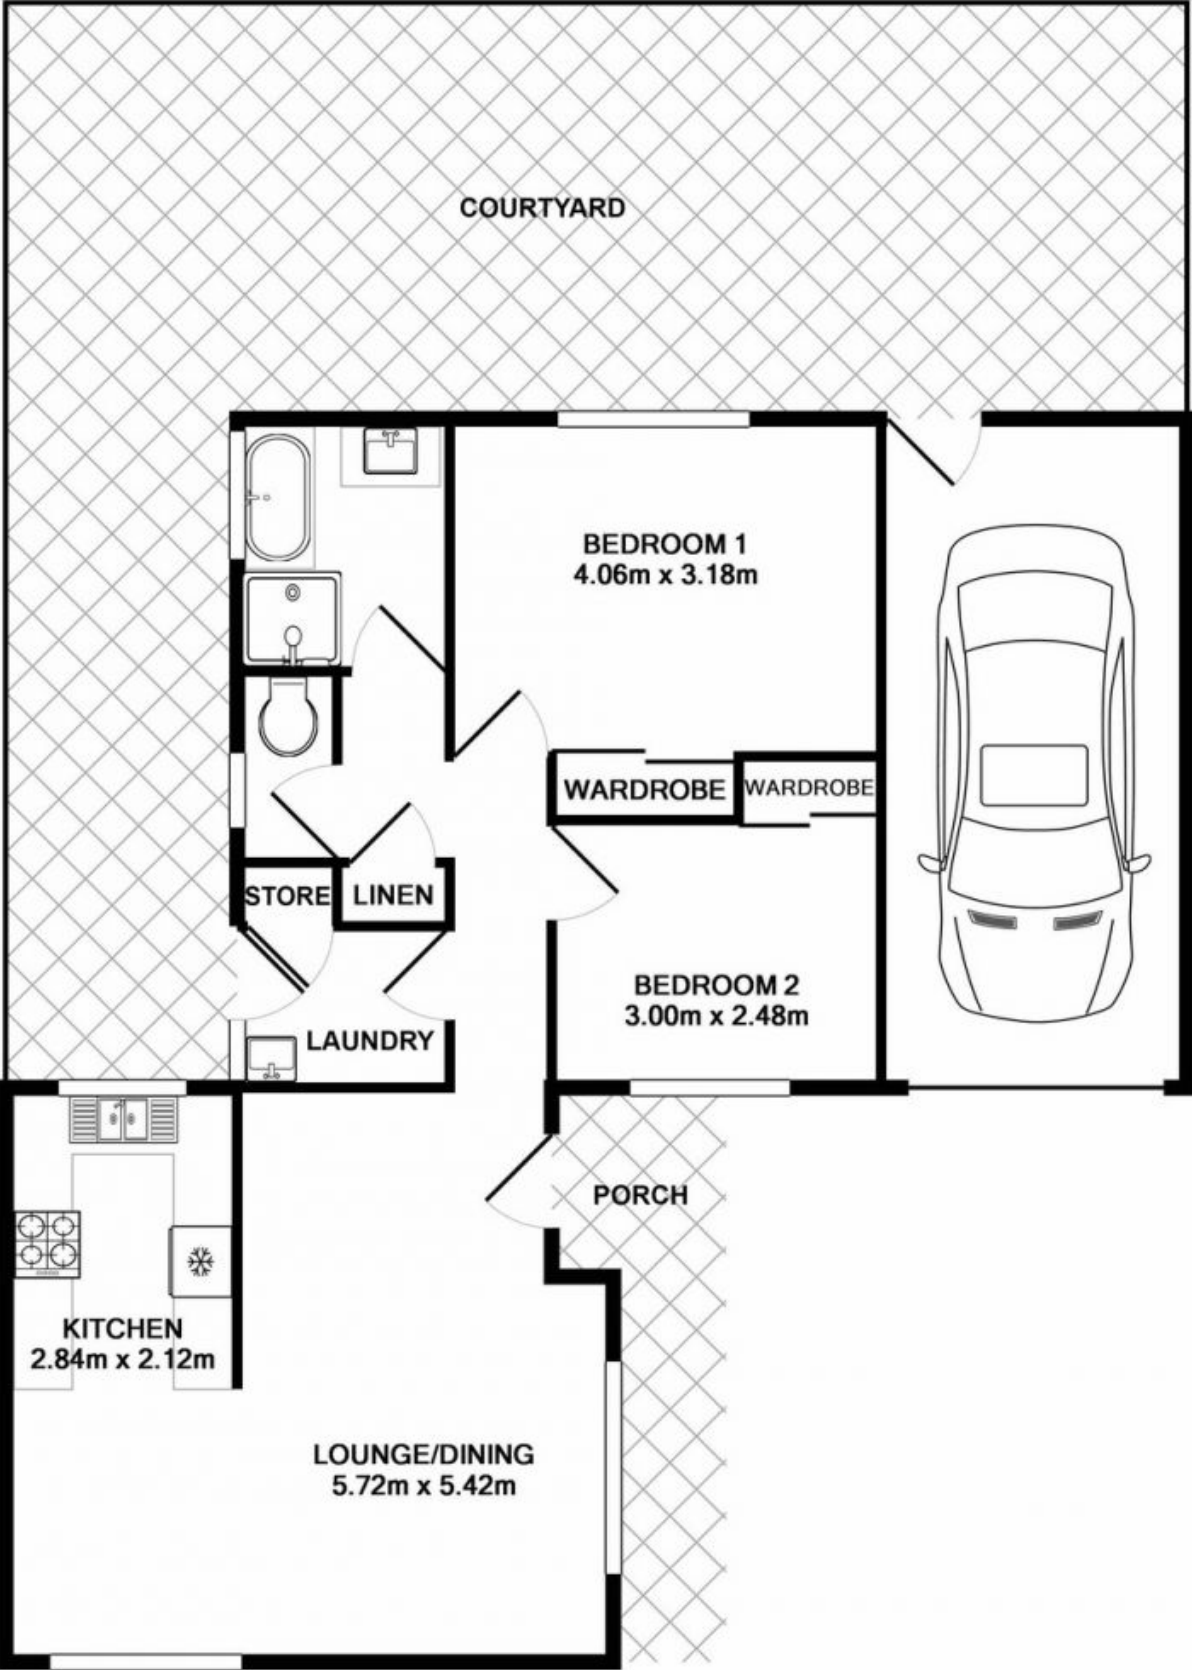 COURTYARD
BEDROOM 1
4.06m x 3.18m
WARDROBE
WARDROBE
STORE
LINEN
BEDROOM 2
3.00m x 2.48m
LAUNDRY
PORCH
KITCHEN
2.84m x 2.12m
LOUNGE/DINING
5.72m x 5.42m